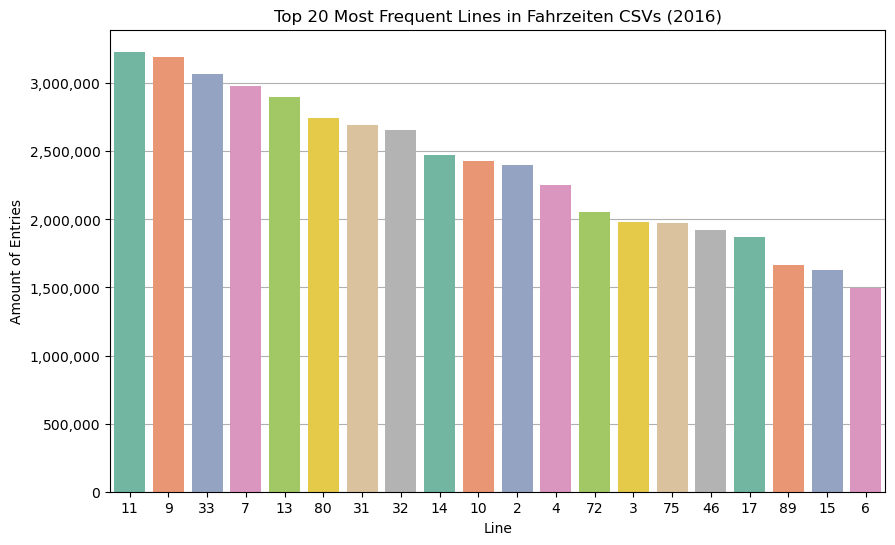 Top 20 Most Frequent Lines in Fahrzeiten CSVs (2016)
Amount of Entries
3,000,000
2,500,000
2,000,000
1,500,000
1,000,000
500,000
0
11 9 33 7 13 80 31 32 14 10 2 4 72 3 75 46 17 89 15 6
Line